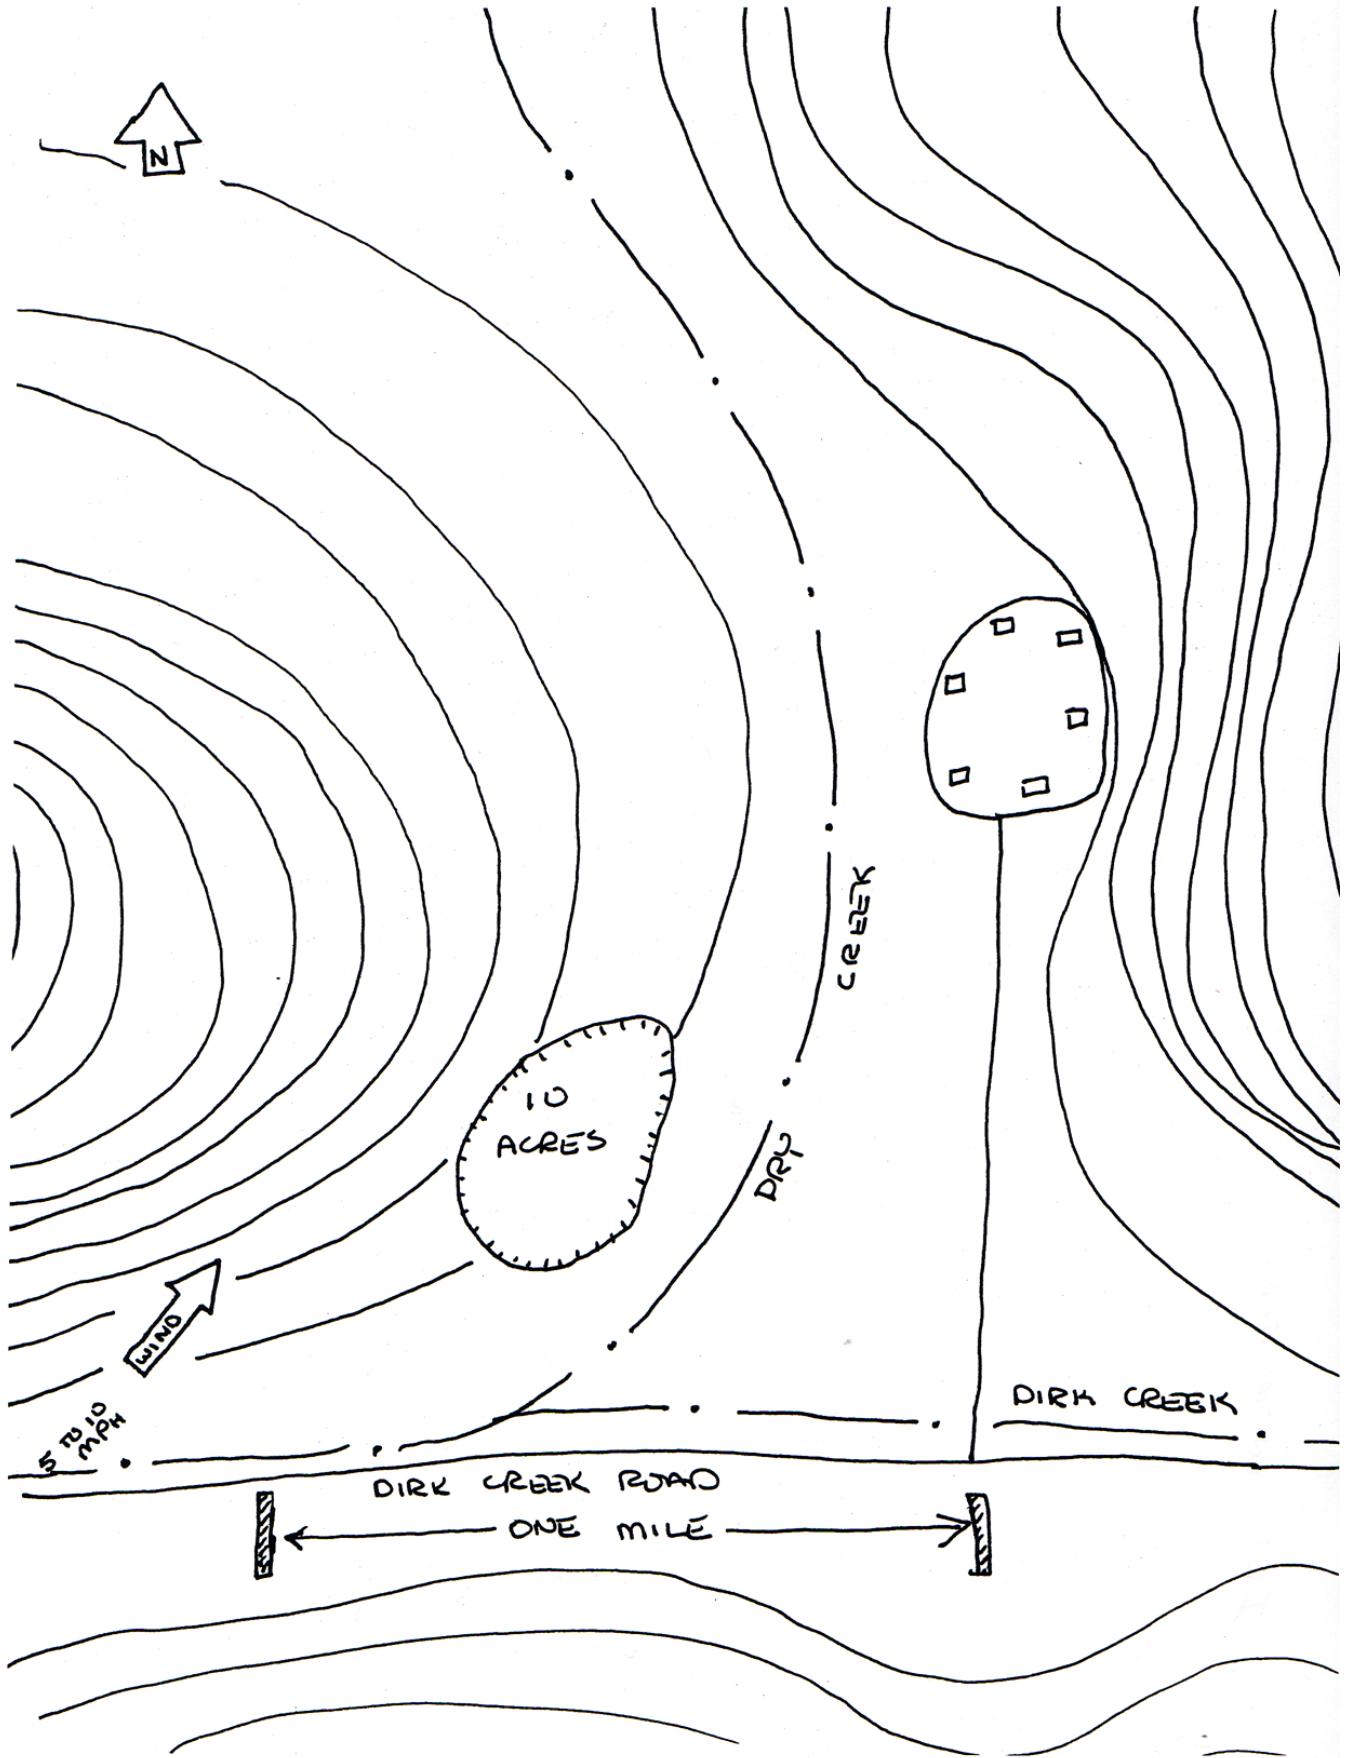 N
10
ACRES
CREEK
DRY
WIND
5 TO 10
MPH
DIRK CREEK
DIRK CREEK ROAD
ONE MILE